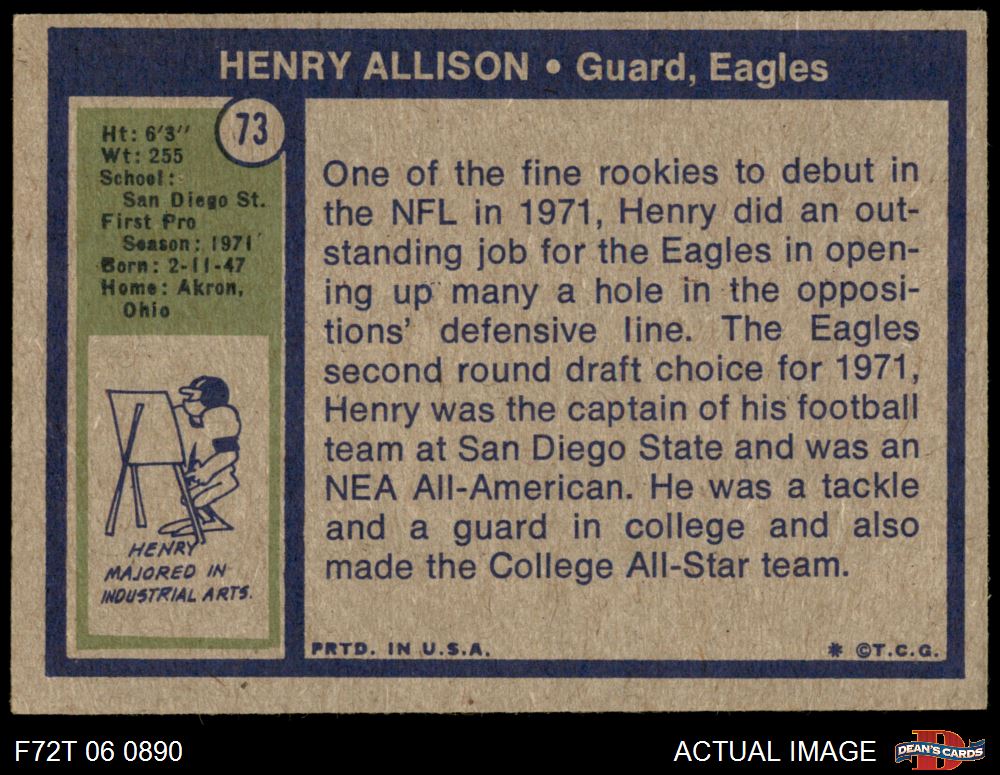 HENRY ALLISON • Guard, Eagles
73
Ht: 6'3''
Wt: 255
School:
San Diego St.
First Pro
Season: 1971
Born: 2-11-47
Home: Akron,
Ohio
HENRY
MAJORED IN
INDUSTRIAL ARTS.
One of the fine rookies to debut in
the NFL in 1971, Henry did an out-
standing job for the Eagles in open-
ing up many a hole in the opposi-
tions' defensive line. The Eagles
second round draft choice for 1971,
Henry was the captain of his football
team at San Diego State and was an
NEA All-American. He was a tackle
and a guard in college and also
made the College All-Star team.
PRTD. IN U.S.A.
* ©T.C.G.
F72T 06 0890
ACTUAL IMAGE
D
DEAN'S CARDS